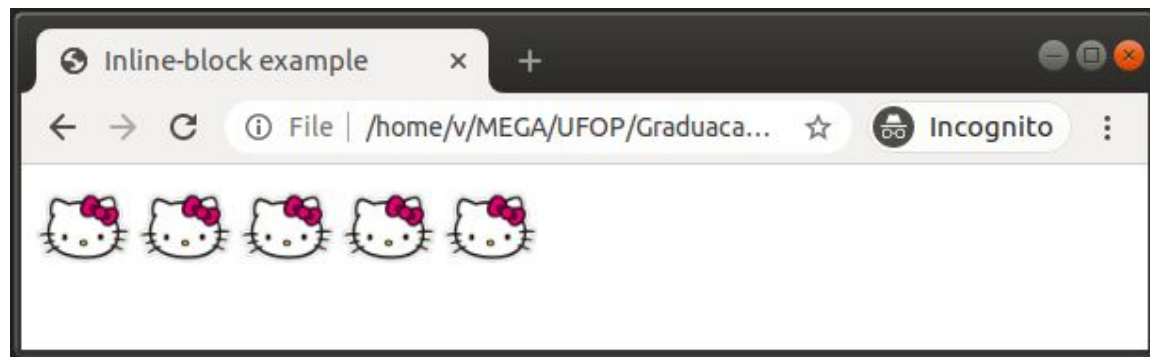 Inline-block example
File | /home/v/MEGA/UFOP/Graduaca... Incognito